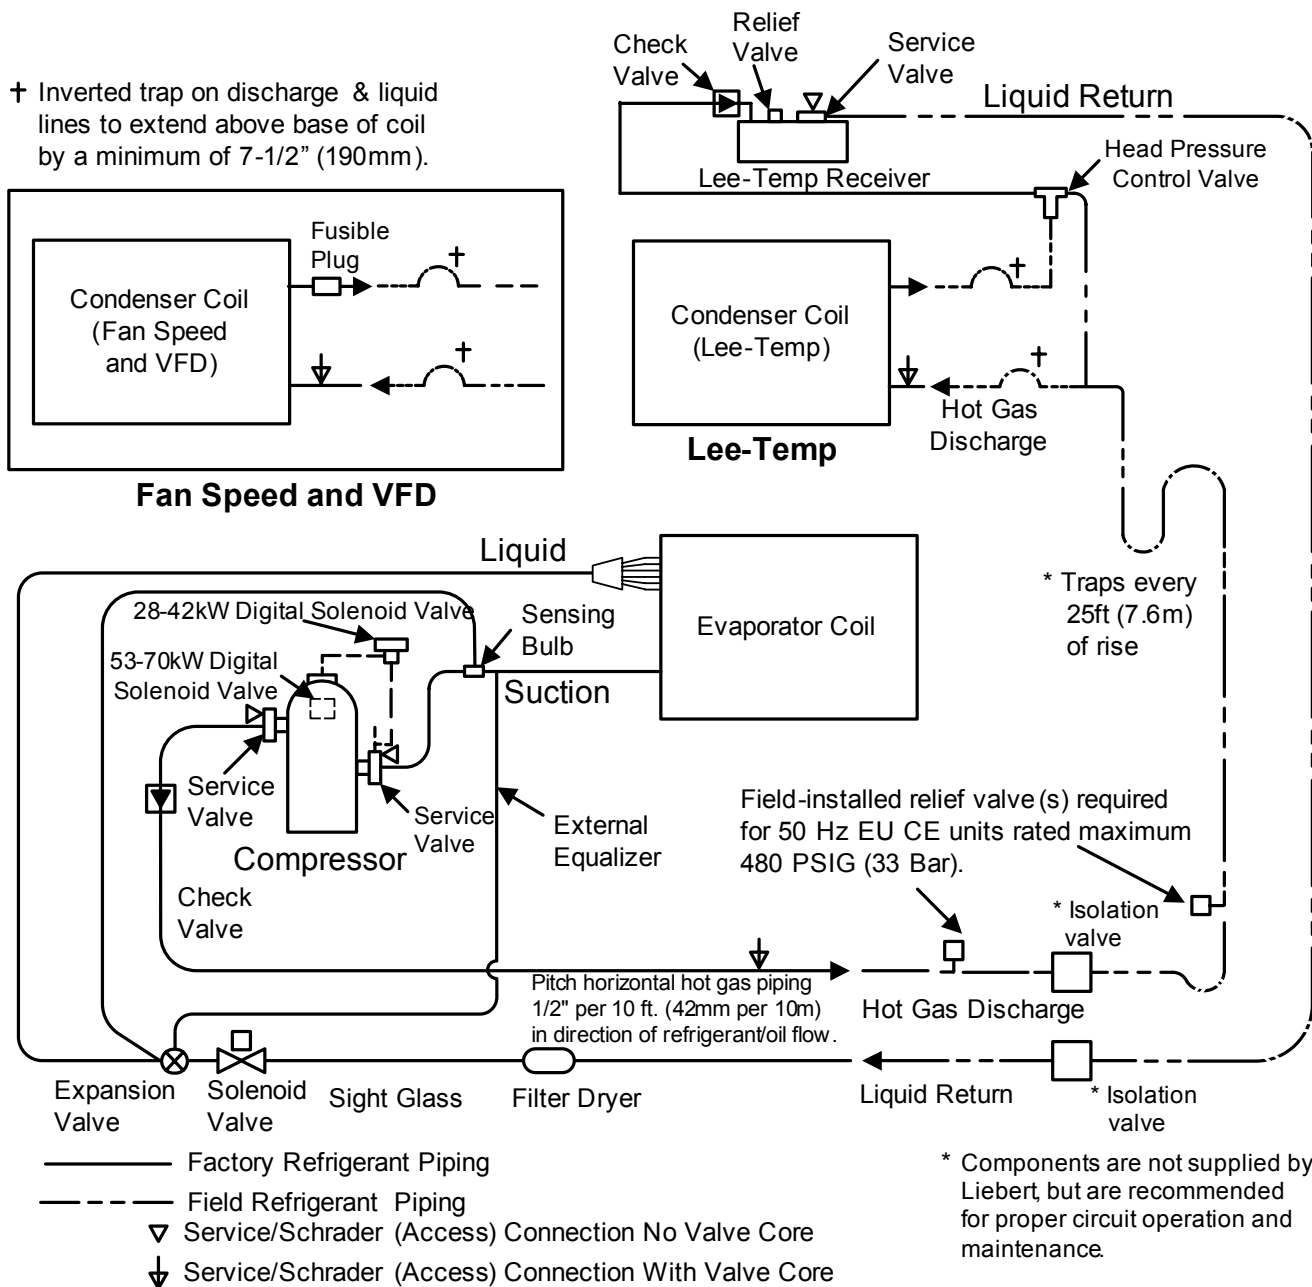 † Inverted trap on discharge & liquid
lines to extend above base of coil
by a minimum of 7-1/2” (190mm).
Check
Valve
Relief
Valve
Service
Valve
Liquid Return
Lee-Temp Receiver
Head Pressure
Control Valve
Fusible
Plug
†
Condenser Coil
(Fan Speed
and VFD)
†
Fan Speed and VFD
†
Condenser Coil
(Lee-Temp)
†
Hot Gas
Discharge
Lee-Temp
* Traps every
25ft (7.6m)
of rise
Liquid
28-42kW Digital Solenoid Valve
53-70kW Digital
Solenoid Valve
Sensing
Bulb
Suction
Evaporator Coil
Service
Valve
Service
Valve
Compressor
External
Equalizer
Check
Valve
Field-installed relief valve(s) required
for 50 Hz EU CE units rated maximum
480 PSIG (33 Bar).
* Isolation
valve
Pitch horizontal hot gas piping
1/2" per 10 ft. (42mm per 10m)
in direction of refrigerant/oil flow.
Hot Gas Discharge
Expansion
Valve
Solenoid
Valve
Sight Glass
Filter Dryer
Liquid Return
* Isolation
valve
Factory Refrigerant Piping
Field Refrigerant Piping
Service/Schrader (Access) Connection No Valve Core
Service/Schrader (Access) Connection With Valve Core
* Components are not supplied by
Liebert, but are recommended
for proper circuit operation and
maintenance.